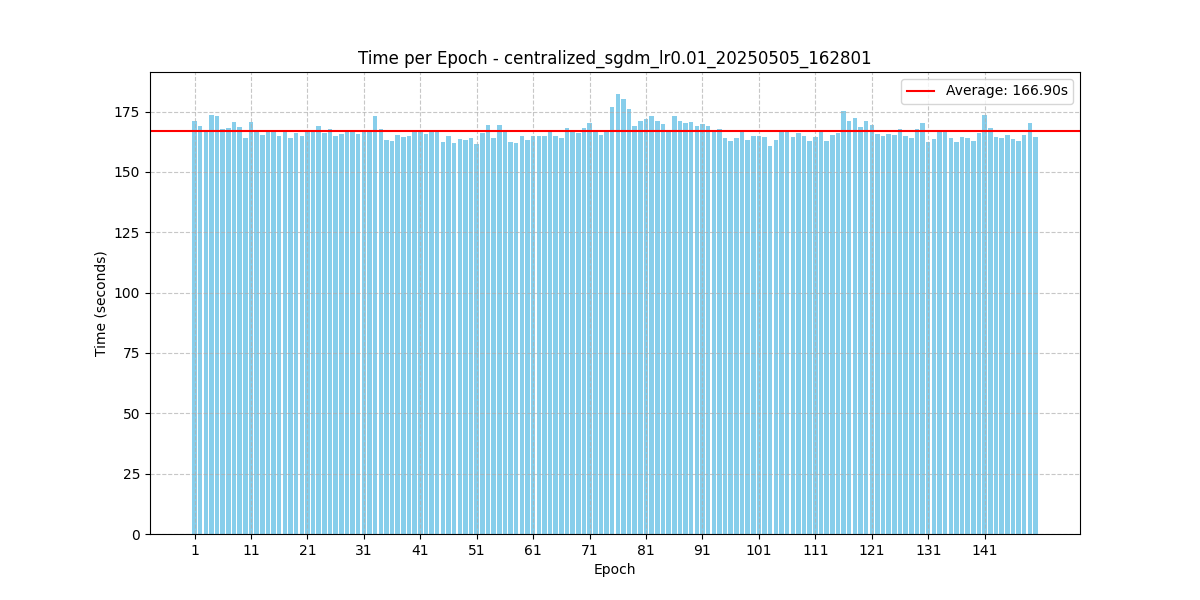 Time per Epoch - centralized_sgdm_lr0.01_20250505_162801
Average: 166.90s
175
150
125
100
75
50
25
0
Time (seconds)
1 11 21 31 41 51 61 71 81 91 101 111 121 131 141
Epoch